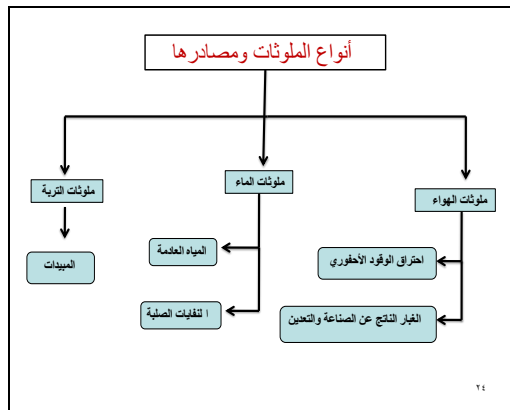 أنواع الملوثات ومصادرها
ملوثات الهواء
ملوثات الماء
ملوثات التربة
احتراق الوقود الأحفوري
الغبار الناتج عن الصناعة والتعدين
المياه العادمة
ا لنفايات الصلبة
المبيدات
٢٤